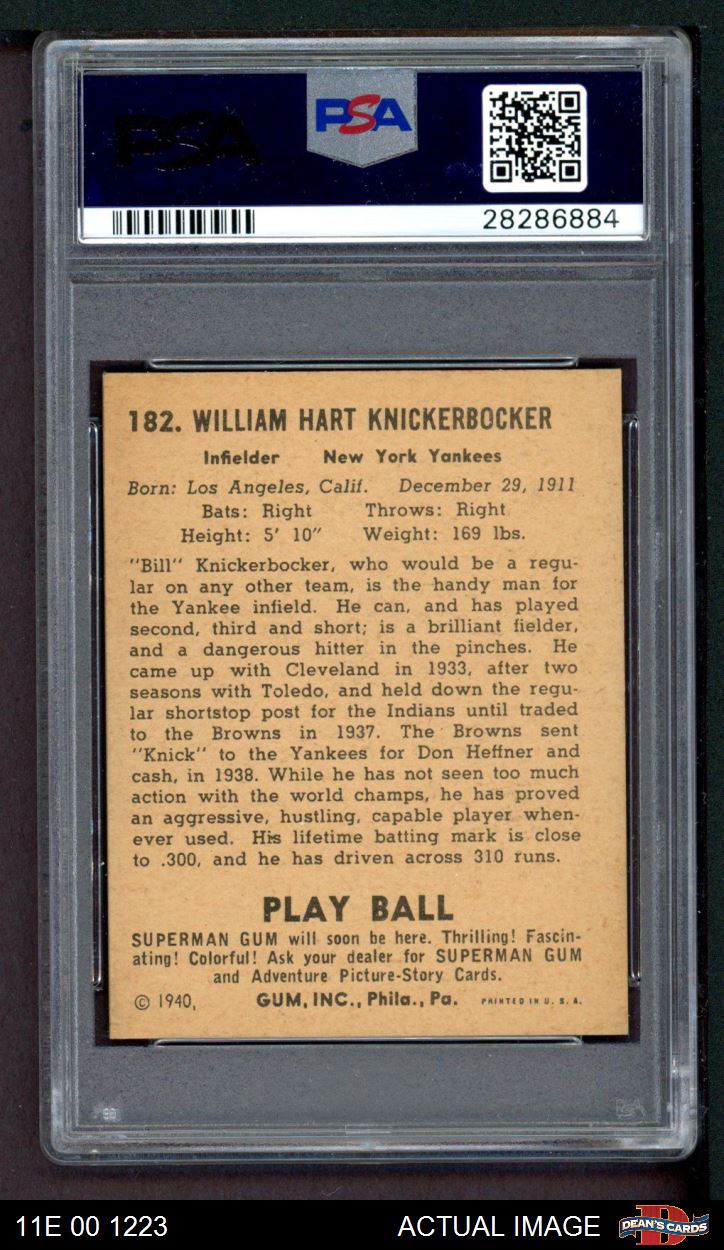 PSA
PSA
28286884
182. WILLIAM HART KNICKERBOCKER
Infielder New York Yankees
Born: Los Angeles, Calif. December 29, 1911
Bats: Right Throws: Right
Height: 5' 10" Weight: 169 lbs.
"Bill" Knickerbocker, who would be a regu-
lar on any other team, is the handy man for
the Yankee infield. He can, and has played
second, third and short; is a brilliant fielder,
and a dangerous hitter in the pinches. He
came up with Cleveland in 1933, after two
seasons with Toledo, and held down the regu-
lar shortstop post for the Indians until traded
to the Browns in 1937. The Browns sent
"Knick" to the Yankees for Don Heffner and
cash, in 1938. While he has not seen too much
action with the world champs, he has proved
an aggressive, hustling, capable player when-
ever used. His lifetime batting mark is close
to .300, and he has driven across 310 runs.
PLAY BALL
SUPERMAN GUM will soon be here. Thrilling! Fascin-
ating! Colorful! Ask your dealer for SUPERMAN GUM
and Adventure Picture-Story Cards.
© 1940, GUM, INC., Phila., Pa. PRINTED IN U. S. A.
PSA
11E 00 1223 ACTUAL IMAGE DEAN'S CARDS